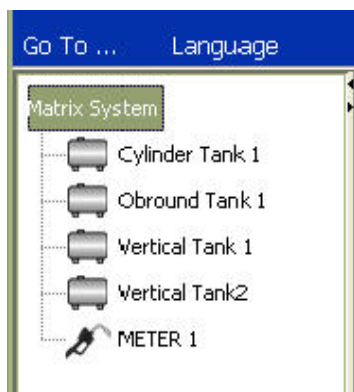 Go To ... Language
Matrix System
Cylinder Tank 1
Obround Tank 1
Vertical Tank 1
Vertical Tank2
METER 1